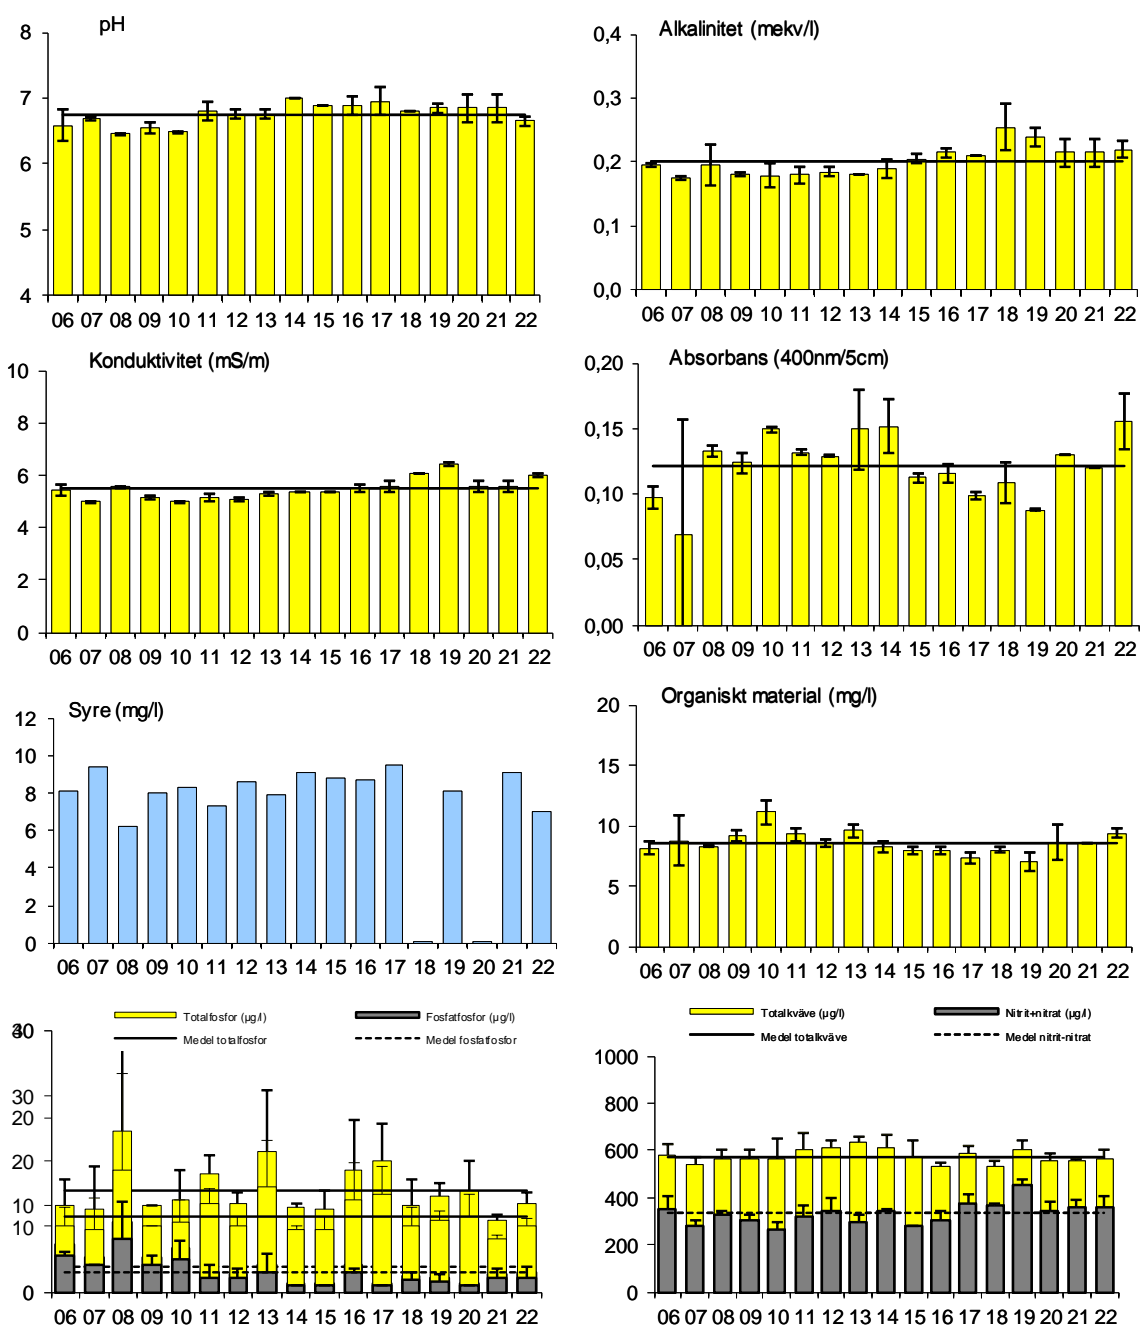 pH
8
7
6
5
4
06 07 08 09 10 11 12 13 14 15 16 17 18 19 20 21 22
Alkalinitet (mekv/l)
0,4
0,3
0,2
0,1
0,0
06 07 08 09 10 11 12 13 14 15 16 17 18 19 20 21 22
Konduktivitet (mS/m)
10
8
6
4
2
0
06 07 08 09 10 11 12 13 14 15 16 17 18 19 20 21 22
Absorbans (400nm/5cm)
0,20
0,15
0,10
0,05
0,00
06 07 08 09 10 11 12 13 14 15 16 17 18 19 20 21 22
Syre (mg/l)
12
10
8
6
4
2
0
06 07 08 09 10 11 12 13 14 15 16 17 18 19 20 21 22
Organiskt material (mg/l)
20
15
10
5
0
06 07 08 09 10 11 12 13 14 15 16 17 18 19 20 21 22
Totalfosfor (µg/l) Fosfatfosfor (µg/l)
Medel totalfosfor Medel fosfatfosfor
30
20
20
10
10
0
06 07 08 09 10 11 12 13 14 15 16 17 18 19 20 21 22
Totalkväve (µg/l) Nitrit+nitrat (µg/l)
Medel totalkväve Medel nitrit-nitrat
1000
800
600
400
200
0
06 07 08 09 10 11 12 13 14 15 16 17 18 19 20 21 22